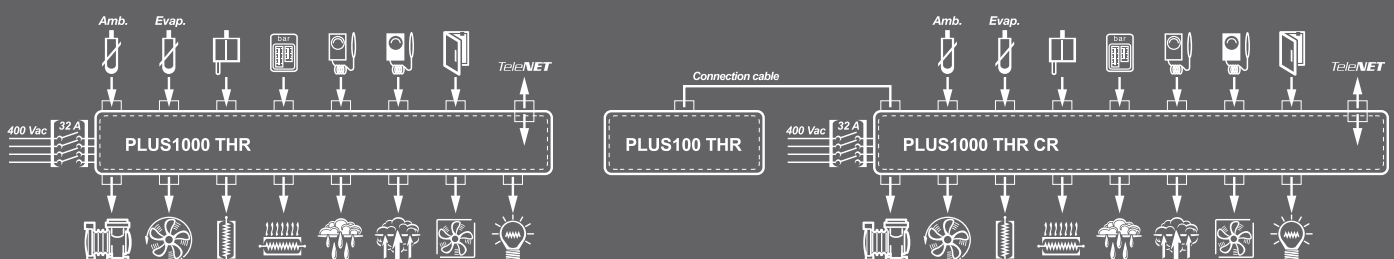 Amb. Evap.
bar
TeleNET
400 Vac 32 A
PLUS1000 THR
Connection cable
PLUS100 THR
Amb. Evap.
bar
TeleNET
400 Vac 32 A
PLUS1000 THR CR